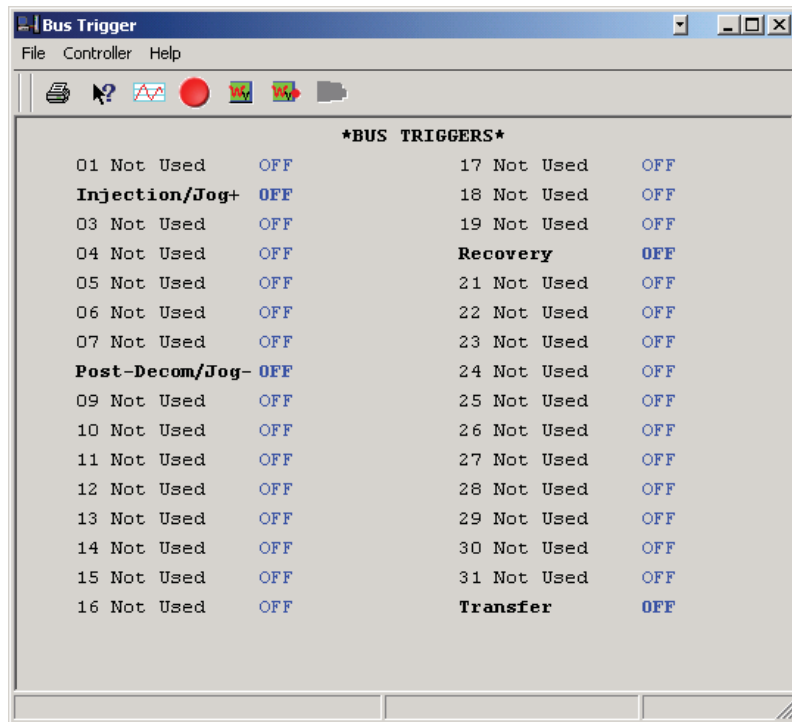 Bus Trigger
File Controller Help
*BUS TRIGGERS*
01 Not Used OFF 17 Not Used OFF
Injection/Jog+ OFF 18 Not Used OFF
03 Not Used OFF 19 Not Used OFF
04 Not Used OFF Recovery OFF
05 Not Used OFF 21 Not Used OFF
06 Not Used OFF 22 Not Used OFF
07 Not Used OFF 23 Not Used OFF
Post-Decom/Jog- OFF 24 Not Used OFF
09 Not Used OFF 25 Not Used OFF
10 Not Used OFF 26 Not Used OFF
11 Not Used OFF 27 Not Used OFF
12 Not Used OFF 28 Not Used OFF
13 Not Used OFF 29 Not Used OFF
14 Not Used OFF 30 Not Used OFF
15 Not Used OFF 31 Not Used OFF
16 Not Used OFF Transfer OFF